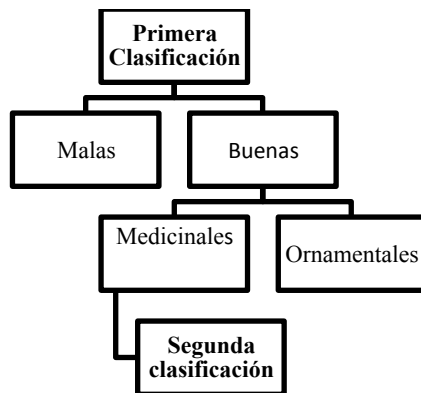 Primera
Clasificación
Malas
Buenas
Medicinales
Ornamentales
Segunda
clasificación